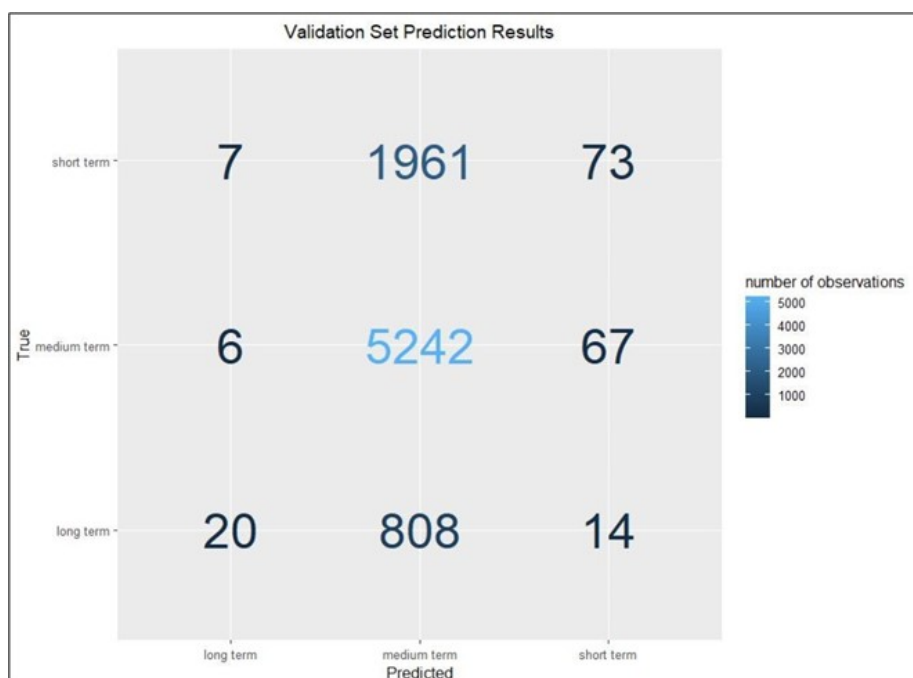 Validation Set Prediction Results
short term
7 1961 73
True
medium term
6 5242 67
long term
20 808 14
long term medium term short term
Predicted
number of observations
5000
4000
3000
2000
1000